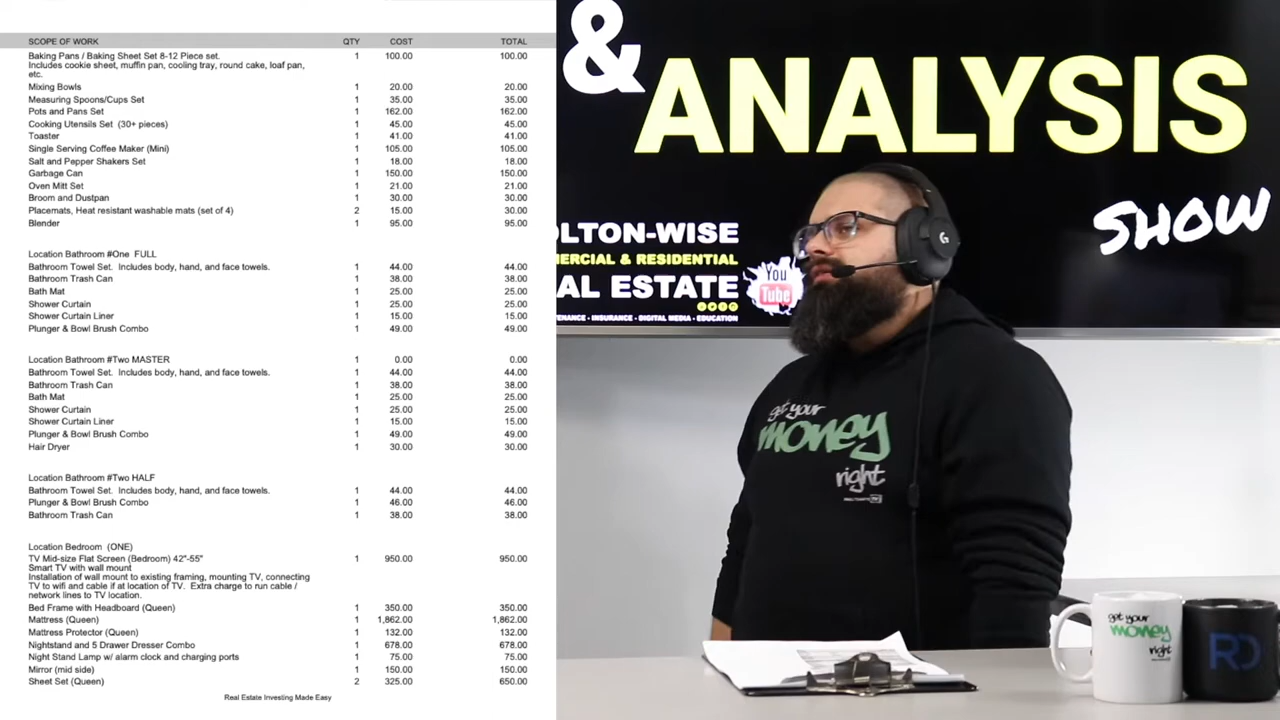 SCOPE OF WORK QTY COST TOTAL
Baking Pans / Baking Sheet Set 8-12 Piece set. 1 100.00 100.00
Includes cookie sheet, muffin pan, cooling tray, round cake, loaf pan,
etc.
Mixing Bowls 1 20.00 20.00
Measuring Spoons/Cups Set 1 35.00 35.00
Pots and Pans Set 1 162.00 162.00
Cooking Utensils Set (30+ pieces) 1 45.00 45.00
Toaster 1 41.00 41.00
Single Serving Coffee Maker (Mini) 1 105.00 105.00
Salt and Pepper Shakers Set 1 18.00 18.00
Garbage Can 1 150.00 150.00
Oven Mitt Set 1 21.00 21.00
Broom and Dustpan 1 30.00 30.00
Placemats, Heat resistant washable mats (set of 4) 2 15.00 30.00
Blender 1 95.00 95.00
Location Bathroom #One FULL
Bathroom Towel Set. Includes body, hand, and face towels. 1 44.00 44.00
Bathroom Trash Can 1 38.00 38.00
Bath Mat 1 25.00 25.00
Shower Curtain 1 25.00 25.00
Shower Curtain Liner 1 15.00 15.00
Plunger & Bowl Brush Combo 1 49.00 49.00
Location Bathroom #Two MASTER 1 0.00 0.00
Bathroom Towel Set. Includes body, hand, and face towels. 1 44.00 44.00
Bathroom Trash Can 1 38.00 38.00
Bath Mat 1 25.00 25.00
Shower Curtain 1 25.00 25.00
Shower Curtain Liner 1 15.00 15.00
Plunger & Bowl Brush Combo 1 49.00 49.00
Hair Dryer 1 30.00 30.00
Location Bathroom #Two HALF
Bathroom Towel Set. Includes body, hand, and face towels. 1 44.00 44.00
Plunger & Bowl Brush Combo 1 46.00 46.00
Bathroom Trash Can 1 38.00 38.00
Location Bedroom (ONE)
TV Mid-size Flat Screen (Bedroom) 42"-55" 1 950.00 950.00
Smart TV with wall mount
Installation of wall mount to existing framing, mounting TV, connecting
TV to wifi and cable if at location of TV. Extra charge to run cable /
network lines to TV location.
Bed Frame with Headboard (Queen) 1 350.00 350.00
Mattress (Queen) 1 1,862.00 1,862.00
Mattress Protector (Queen) 1 132.00 132.00
Nightstand and 5 Drawer Dresser Combo 1 678.00 678.00
Night Stand Lamp w/ alarm clock and charging ports 1 75.00 75.00
Mirror (mid side) 1 150.00 150.00
Sheet Set (Queen) 2 325.00 650.00
Real Estate Investing Made Easy
& ANALYSIS
SHOW
OLTON-WISE
ERCIAL & RESIDENTIAL
AL ESTATE
You
Tube
TENANCE - INSURANCE - DIGITAL MEDIA - EDUCATION
get your
money
right
get your
money
right
RD